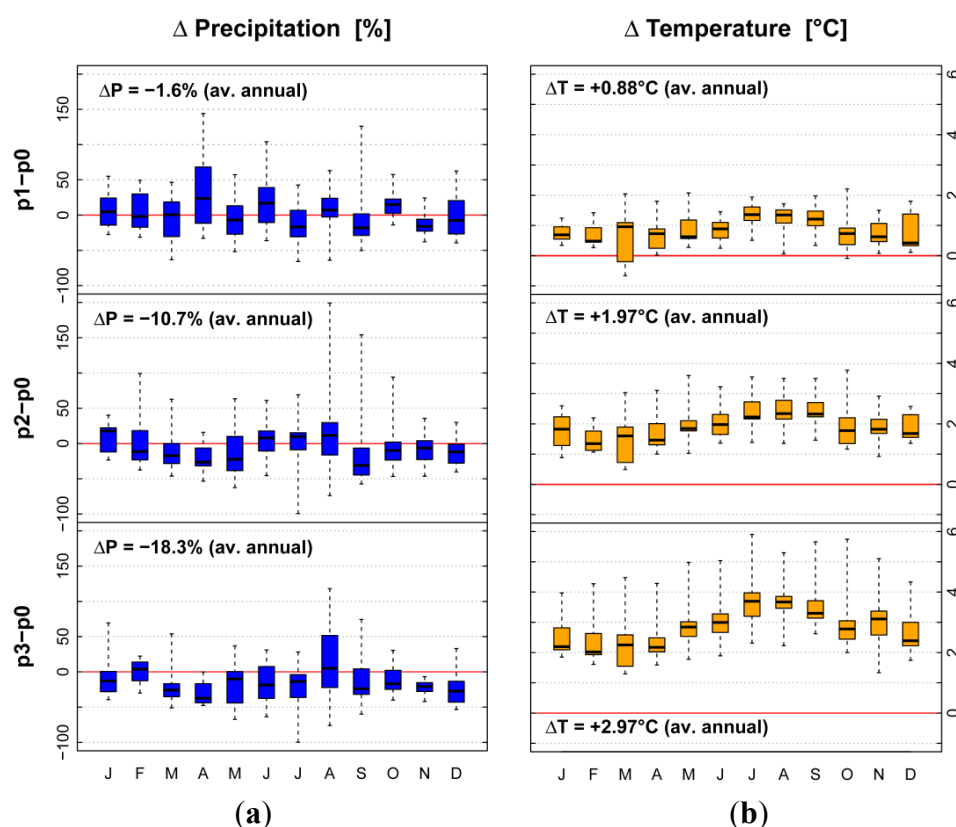 Δ Precipitation [%]
Δ Temperature [°C]
p1−p0
ΔP = −1.6% (av. annual)
150
50
0
−100
ΔT = +0.88°C (av. annual)
6
4
2
0
p2−p0
ΔP = −10.7% (av. annual)
150
50
0
−100
ΔT = +1.97°C (av. annual)
6
4
2
0
p3−p0
ΔP = −18.3% (av. annual)
150
50
0
−100
6
4
2
0
ΔT = +2.97°C (av. annual)
J F M A M J J A S O N D
J F M A M J J A S O N D
(a)
(b)